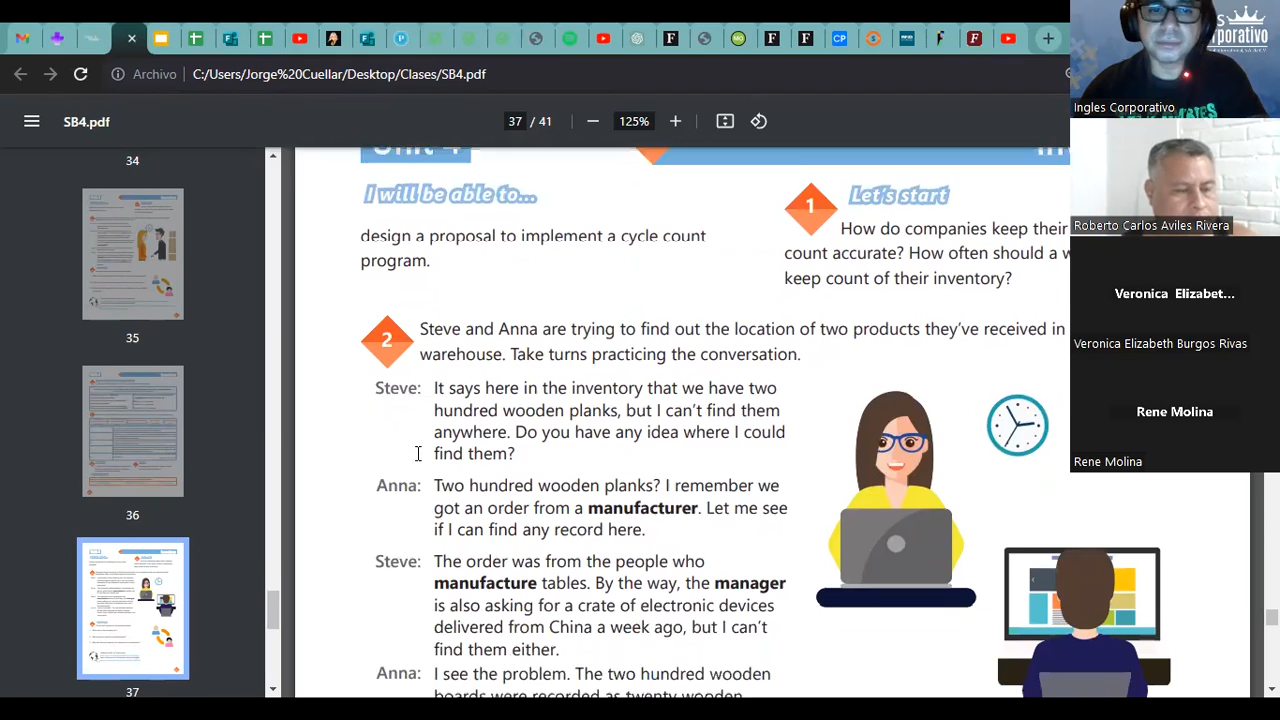 Archivo
C:/Users/Jorge%20Cuellar/Desktop/Clases/SB4.pdf
SB4.pdf
37 / 41
125%
34
35
36
37
I will be able to...
design a proposal to implement a cycle count
program.
1
Let's start
How do companies keep their
count accurate? How often should a w
keep count of their inventory?
2
Steve and Anna are trying to find out the location of two products they've received in
warehouse. Take turns practicing the conversation.
Steve: It says here in the inventory that we have two
hundred wooden planks, but I can't find them
anywhere. Do you have any idea where I could
find them?
Anna: Two hundred wooden planks? I remember we
got an order from a manufacturer. Let me see
if I can find any record here.
Steve: The order was from the people who
manufacture tables. By the way, the manager
is also asking for a crate of electronic devices
delivered from China a week ago, but I can't
find them either.
Anna: I see the problem. The two hundred wooden
boards were recorded as twenty wooden
Ingles Corporativo
Roberto Carlos Aviles Rivera
Veronica Elizabet...
Veronica Elizabeth Burgos Rivas
Rene Molina
Rene Molina